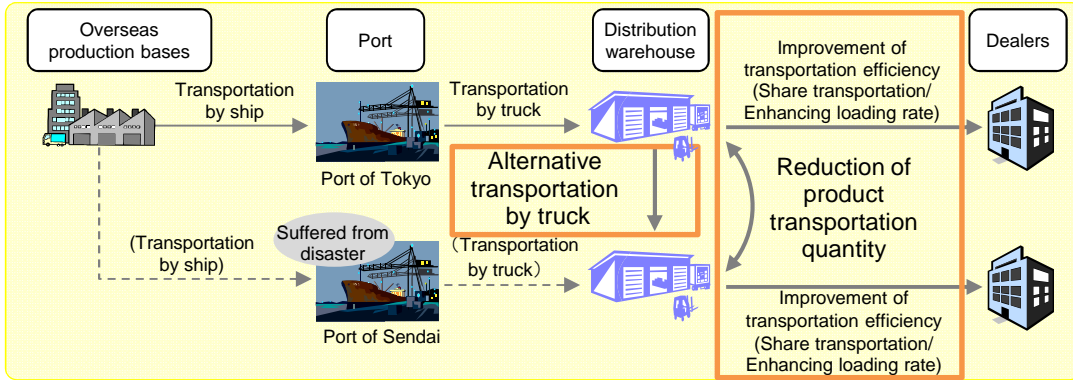 Overseas
production bases
Port
Distribution
warehouse
Dealers
Transportation
by ship
Port of Tokyo
Transportation
by truck
Improvement of
transportation efficiency
(Share transportation/
Enhancing loading rate)
Alternative
transportation
by truck
Reduction of
product
transportation
quantity
(Transportation
by ship)
Suffered from
disaster
Port of Sendai
（Transportation
by truck）
Improvement of
transportation efficiency
(Share transportation/
Enhancing loading rate)